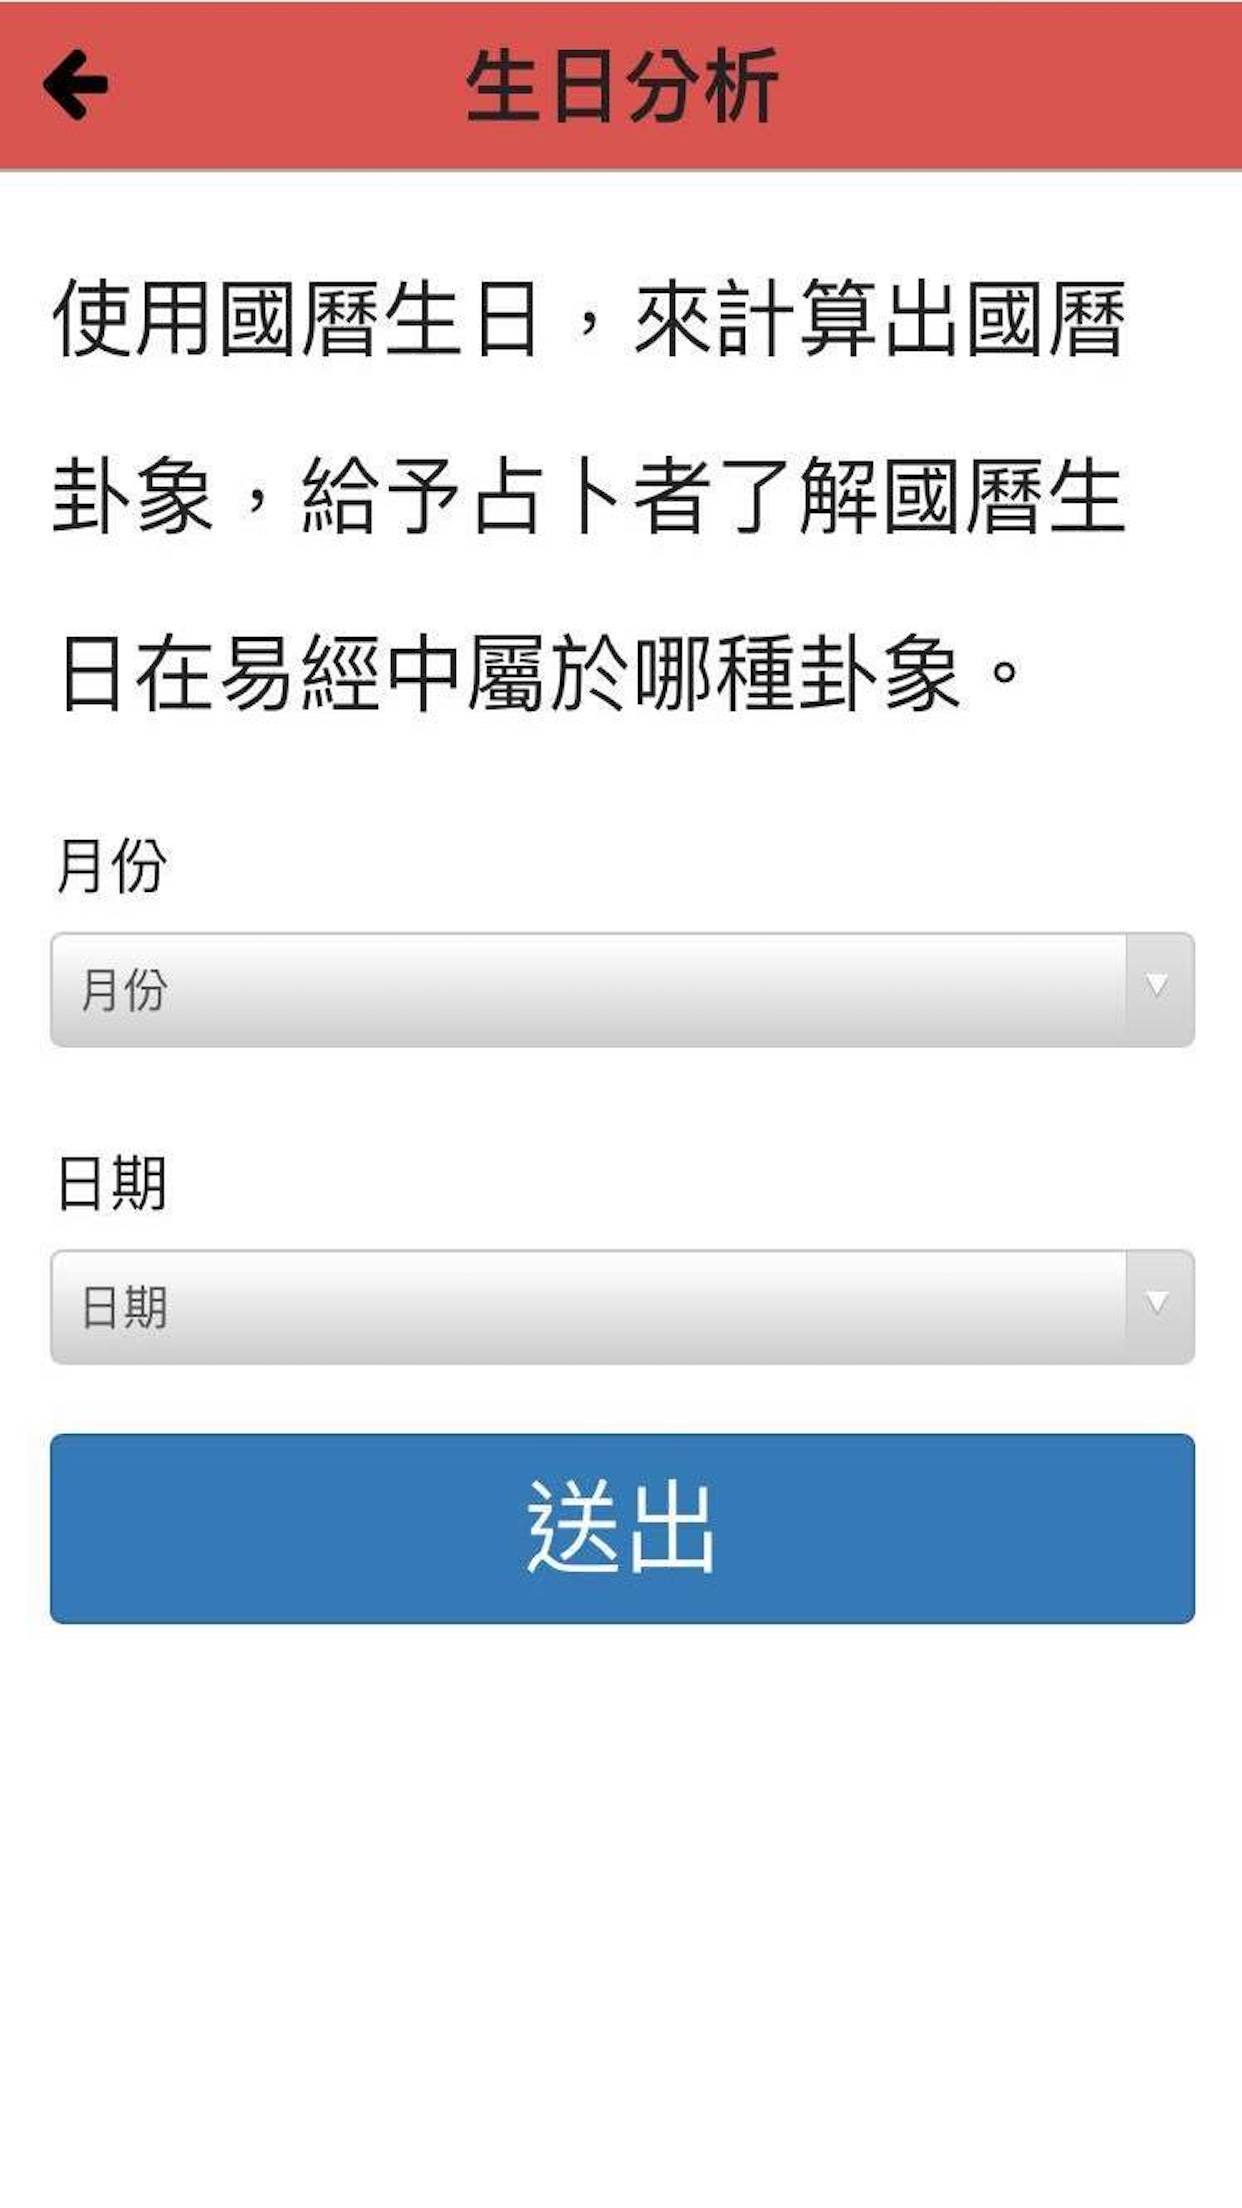 生日分析
使用國曆生日，來計算出國曆
卦象，給予占卜者了解國曆生
日在易經中屬於哪種卦象。
月份
月份
日期
日期
送出